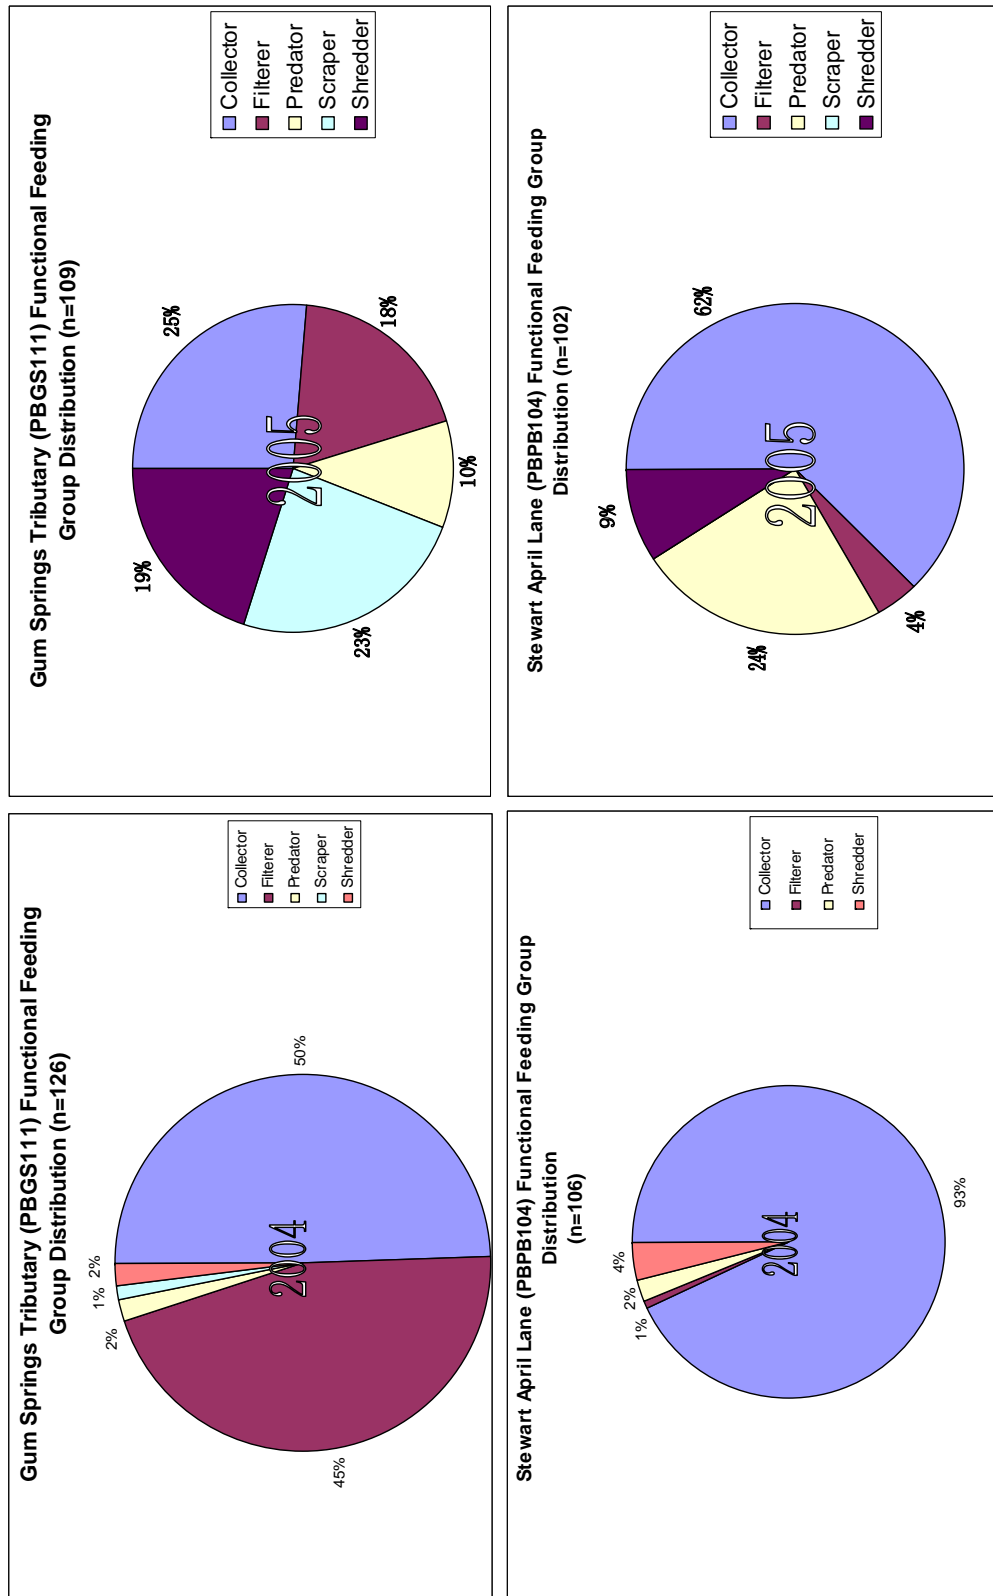 Gum Springs Tributary (PBGS111) Functional Feeding
Group Distribution (n=126)
50%
45%
2%
1%
2%
2004
Collector
Filterer
Predator
Scraper
Shredder
Gum Springs Tributary (PBGS111) Functional Feeding
Group Distribution (n=109)
25%
18%
10%
23%
19%
2005
Collector
Filterer
Predator
Scraper
Shredder
Stewart April Lane (PBPB104) Functional Feeding Group
Distribution
(n=106)
93%
1%
2%
4%
2004
Collector
Filterer
Predator
Shredder
Stewart April Lane (PBPB104) Functional Feeding Group
Distribution (n=102)
62%
4%
24%
9%
2005
Collector
Filterer
Predator
Scraper
Shredder